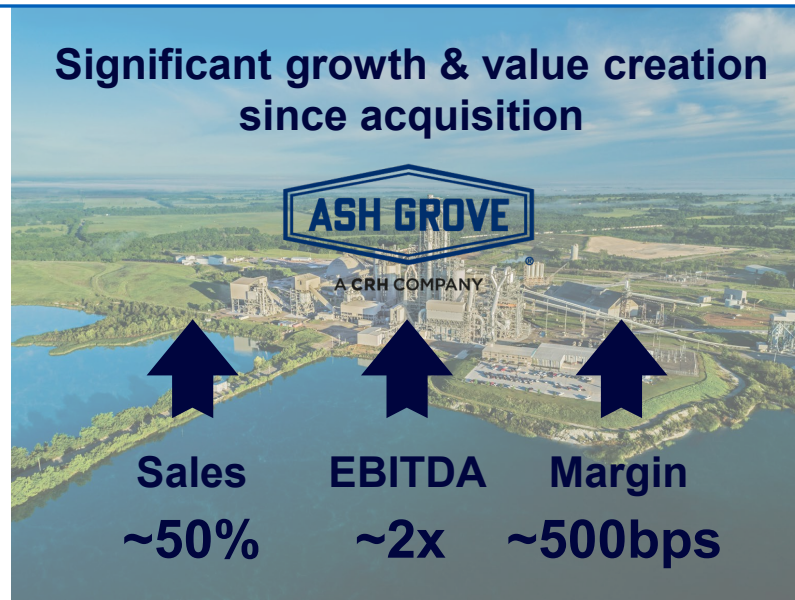 Significant growth & value creation
since acquisition
ASH GROVE
®
A CRH COMPANY
Sales EBITDA Margin
~50% ~2x ~500bps